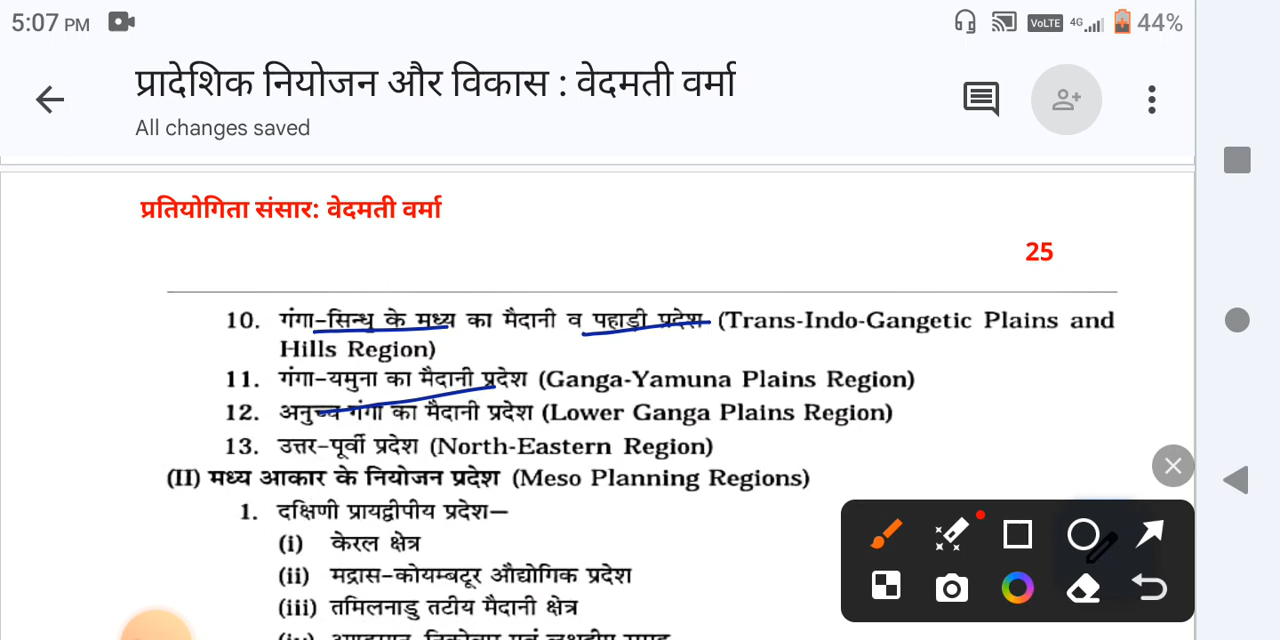 5:07 PM
VoLTE 4G 44%
प्रादेशिक नियोजन और विकास : वेदमती वर्मा
All changes saved
प्रतियोगिता संसार: वेदमती वर्मा
25
10. गंगा-सिन्धु के मध्य का मैदानी व पहाडी प्रदेश (Trans-Indo-Gangetic Plains and
Hills Region)
11. गंगा-यमुना का मैदानी प्रदेश (Ganga-Yamuna Plains Region)
12. अनुच्च गंगा का मैदानी प्रदेश (Lower Ganga Plains Region)
13. उत्तर-पूर्वी प्रदेश (North-Eastern Region)
(II) मध्य आकार के नियोजन प्रदेश (Meso Planning Regions)
1. दक्षिणी प्रायद्वीपीय प्रदेश—
(i) केरल क्षेत्र
(ii) मद्रास-कोयम्बटूर औद्योगिक प्रदेश
(iii) तमिलनाडु तटीय मैदानी क्षेत्र